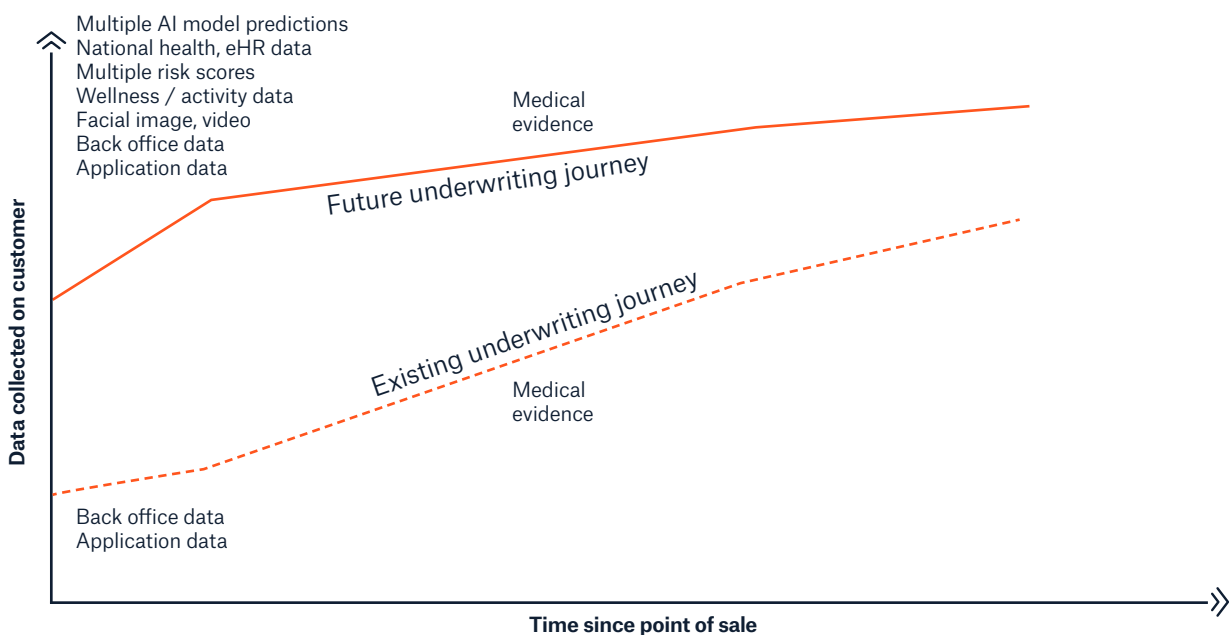 Multiple AI model predictions
National health, eHR data
Multiple risk scores
Wellness / activity data
Facial image, video
Back office data
Application data
Medical
evidence
Future underwriting journey
Data collected on customer
Existing underwriting journey
Medical
evidence
Back office data
Application data
Time since point of sale